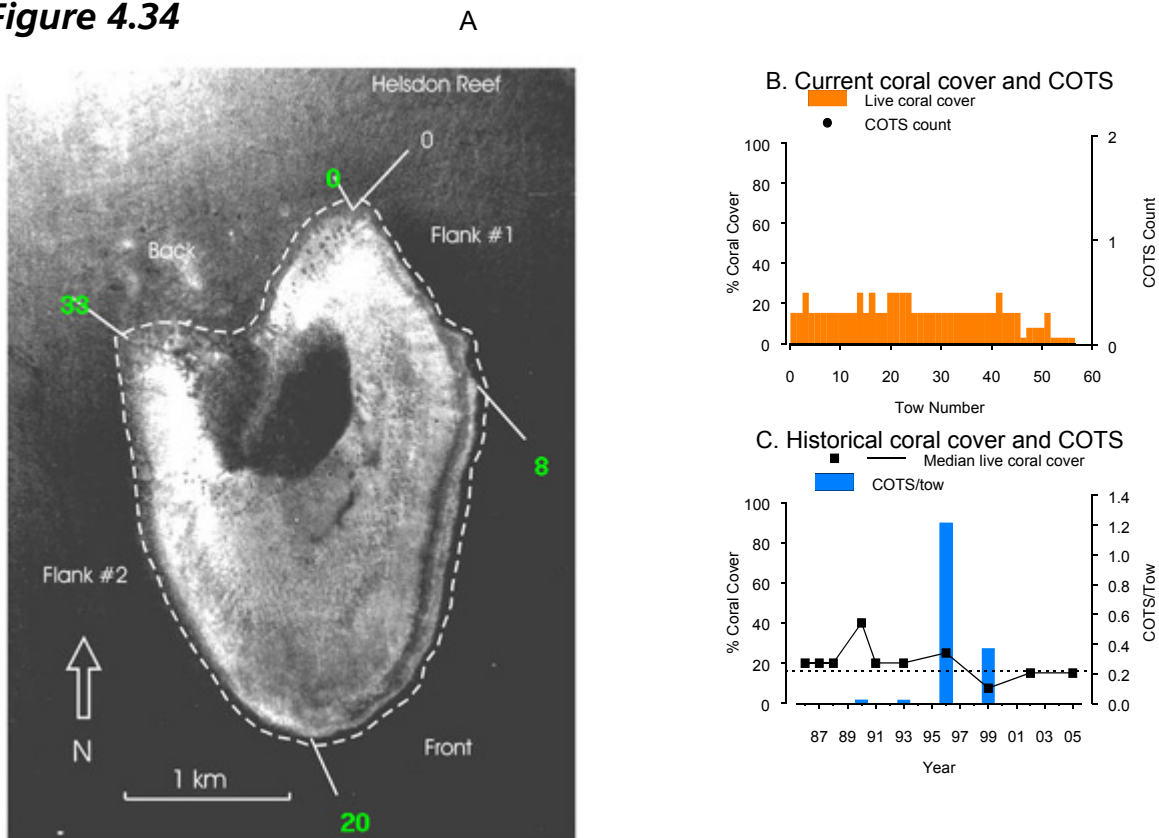 Figure 4.34
A
Helsdon Reef
0
0
Flank #1
Back
33
8
Flank #2
N
Front
1 km
20
B. Current coral cover and COTS
Live coral cover
COTS count
% Coral Cover
100
80
60
40
20
0
2
1
0
COTS Count
0 10 20 30 40 50 60
Tow Number
C. Historical coral cover and COTS
Median live coral cover
COTS/tow
% Coral Cover
100
80
60
40
20
0
1.4
1.2
1.0
0.8
0.6
0.4
0.2
0.0
COTS/Tow
87 89 91 93 95 97 99 01 03 05
Year